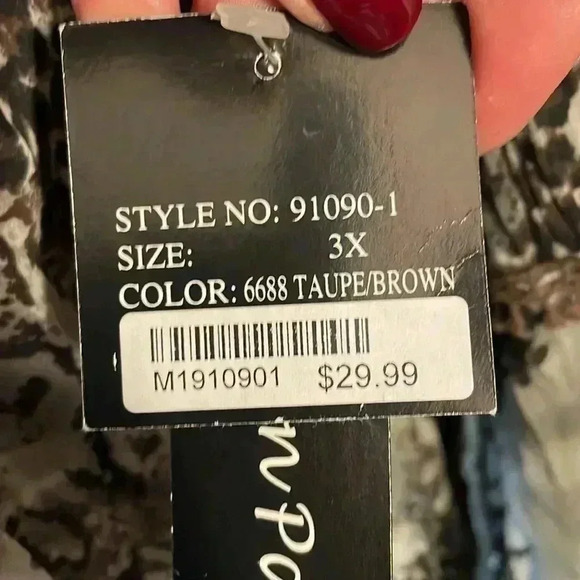 STYLE NO: 91090-1
SIZE: 3X
COLOR: 6688 TAUPE/BROWN
M1910901 $29.99